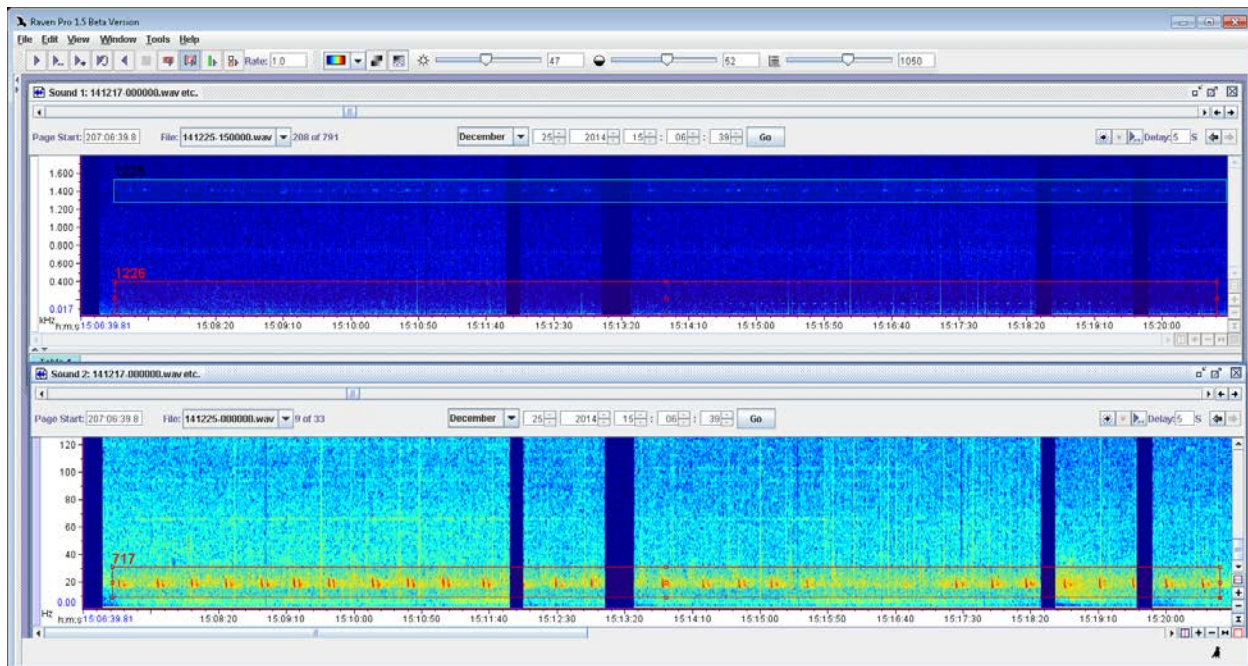 Raven Pro 1.5 Beta Version
File Edit View Window Tools Help
Rate: 1.0 47 52 1050
Sound 1: 141217-000000.wav etc.
Page Start: 207:06:39.8 File: 141225-150000.wav 208 of 791 December 25 2014 15 : 06 : 39 Go Delay: 5 S
1.600
1.400
1.200
1.000
0.800
0.600
0.400
0.017
kHz
1225
1226
h:m:s 15:06:39.81 15:08:20 15:09:10 15:10:00 15:10:50 15:11:40 15:12:30 15:13:20 15:14:10 15:15:00 15:15:50 15:16:40 15:17:30 15:18:20 15:19:10 15:20:00
Sound 2: 141217-000000.wav etc.
Page Start: 207:06:39.8 File: 141225-000000.wav 9 of 33 December 25 2014 15 : 06 : 39 Go Delay: 5 S
120
100
80
60
40
20
0.00
Hz
717
h:m:s 15:06:39.81 15:08:20 15:09:10 15:10:00 15:10:50 15:11:40 15:12:30 15:13:20 15:14:10 15:15:00 15:15:50 15:16:40 15:17:30 15:18:20 15:19:10 15:20:00